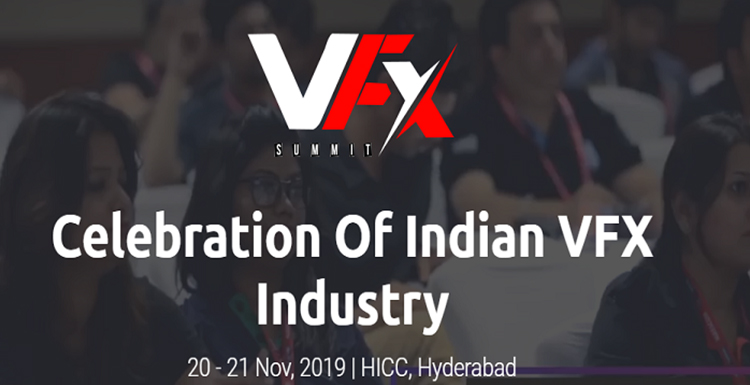 VFX
SUMMIT
Celebration Of Indian VFX
Industry
20 - 21 Nov, 2019 | HICC, Hyderabad